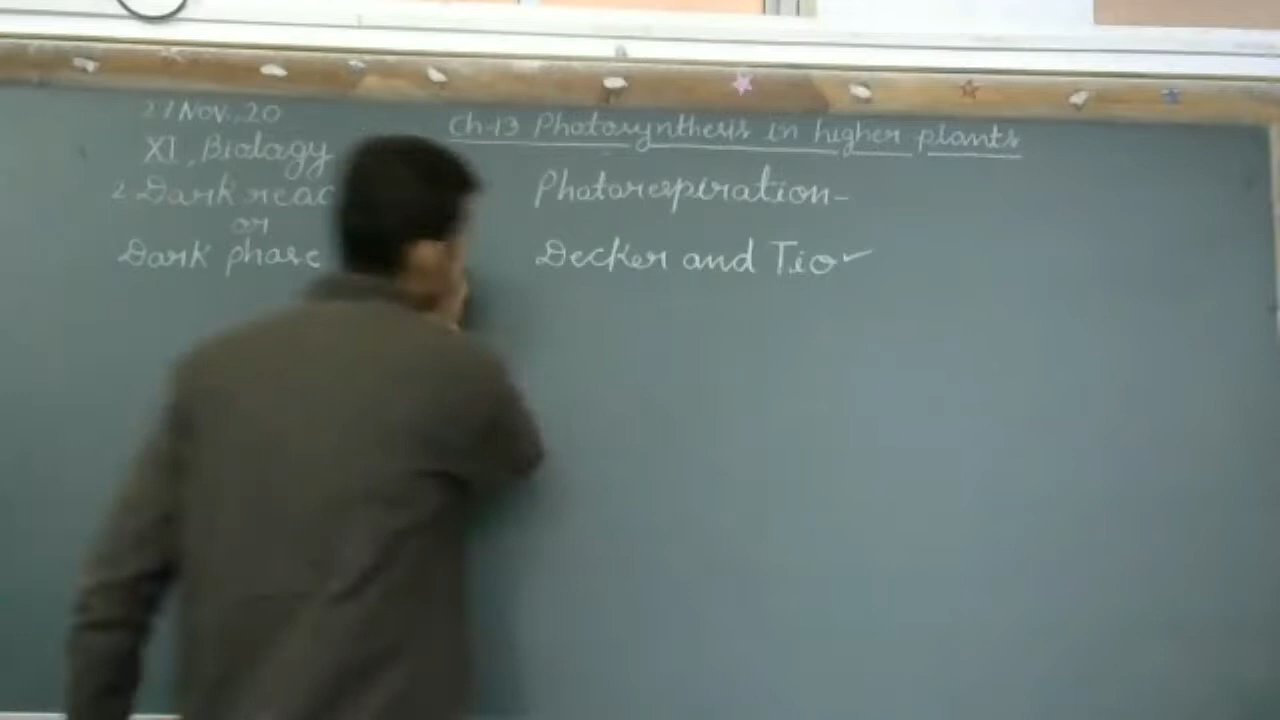 27 Nov, 20
XI, Biology
2. Dark reac
or
Dark phase
Ch-13 Photosynthesis in higher plants
Photorespiration-
Decker and Tio